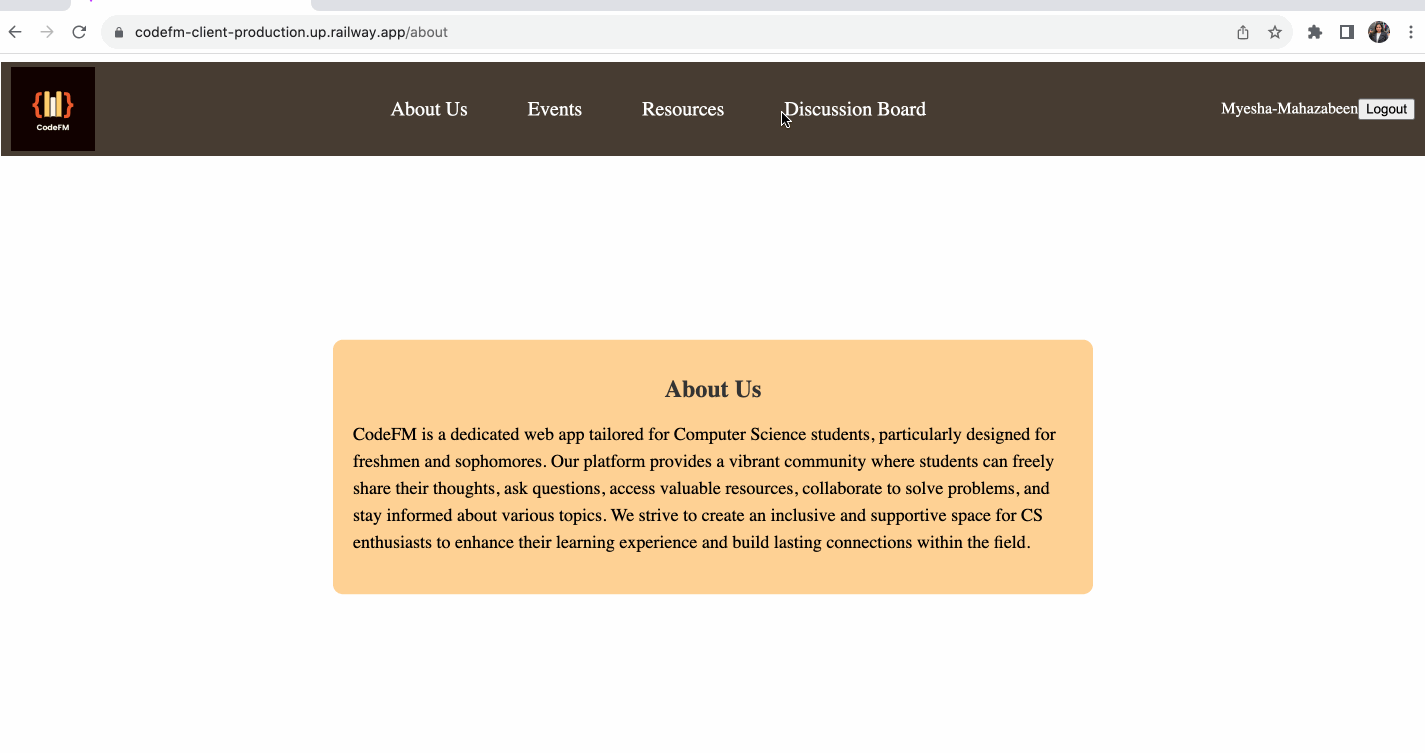 codefm-client-production.up.railway.app/about
{ } CodeFM
About Us
Events
Resources
Discussion Board
Myesha-Mahazabeen
Logout
About Us
CodeFM is a dedicated web app tailored for Computer Science students, particularly designed for
freshmen and sophomores. Our platform provides a vibrant community where students can freely
share their thoughts, ask questions, access valuable resources, collaborate to solve problems, and
stay informed about various topics. We strive to create an inclusive and supportive space for CS
enthusiasts to enhance their learning experience and build lasting connections within the field.